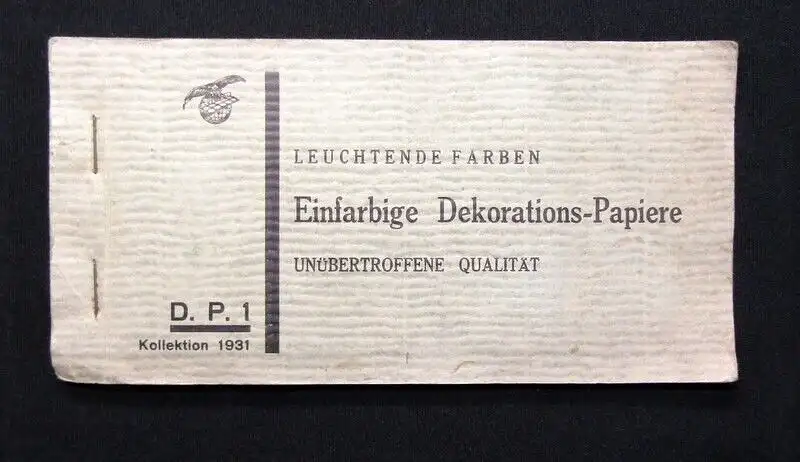 LEUCHTENDE FARBEN
Einfarbige Dekorations-Papiere
UNÜBERTROFFENE QUALITÄT
D. P. 1
Kollektion 1931